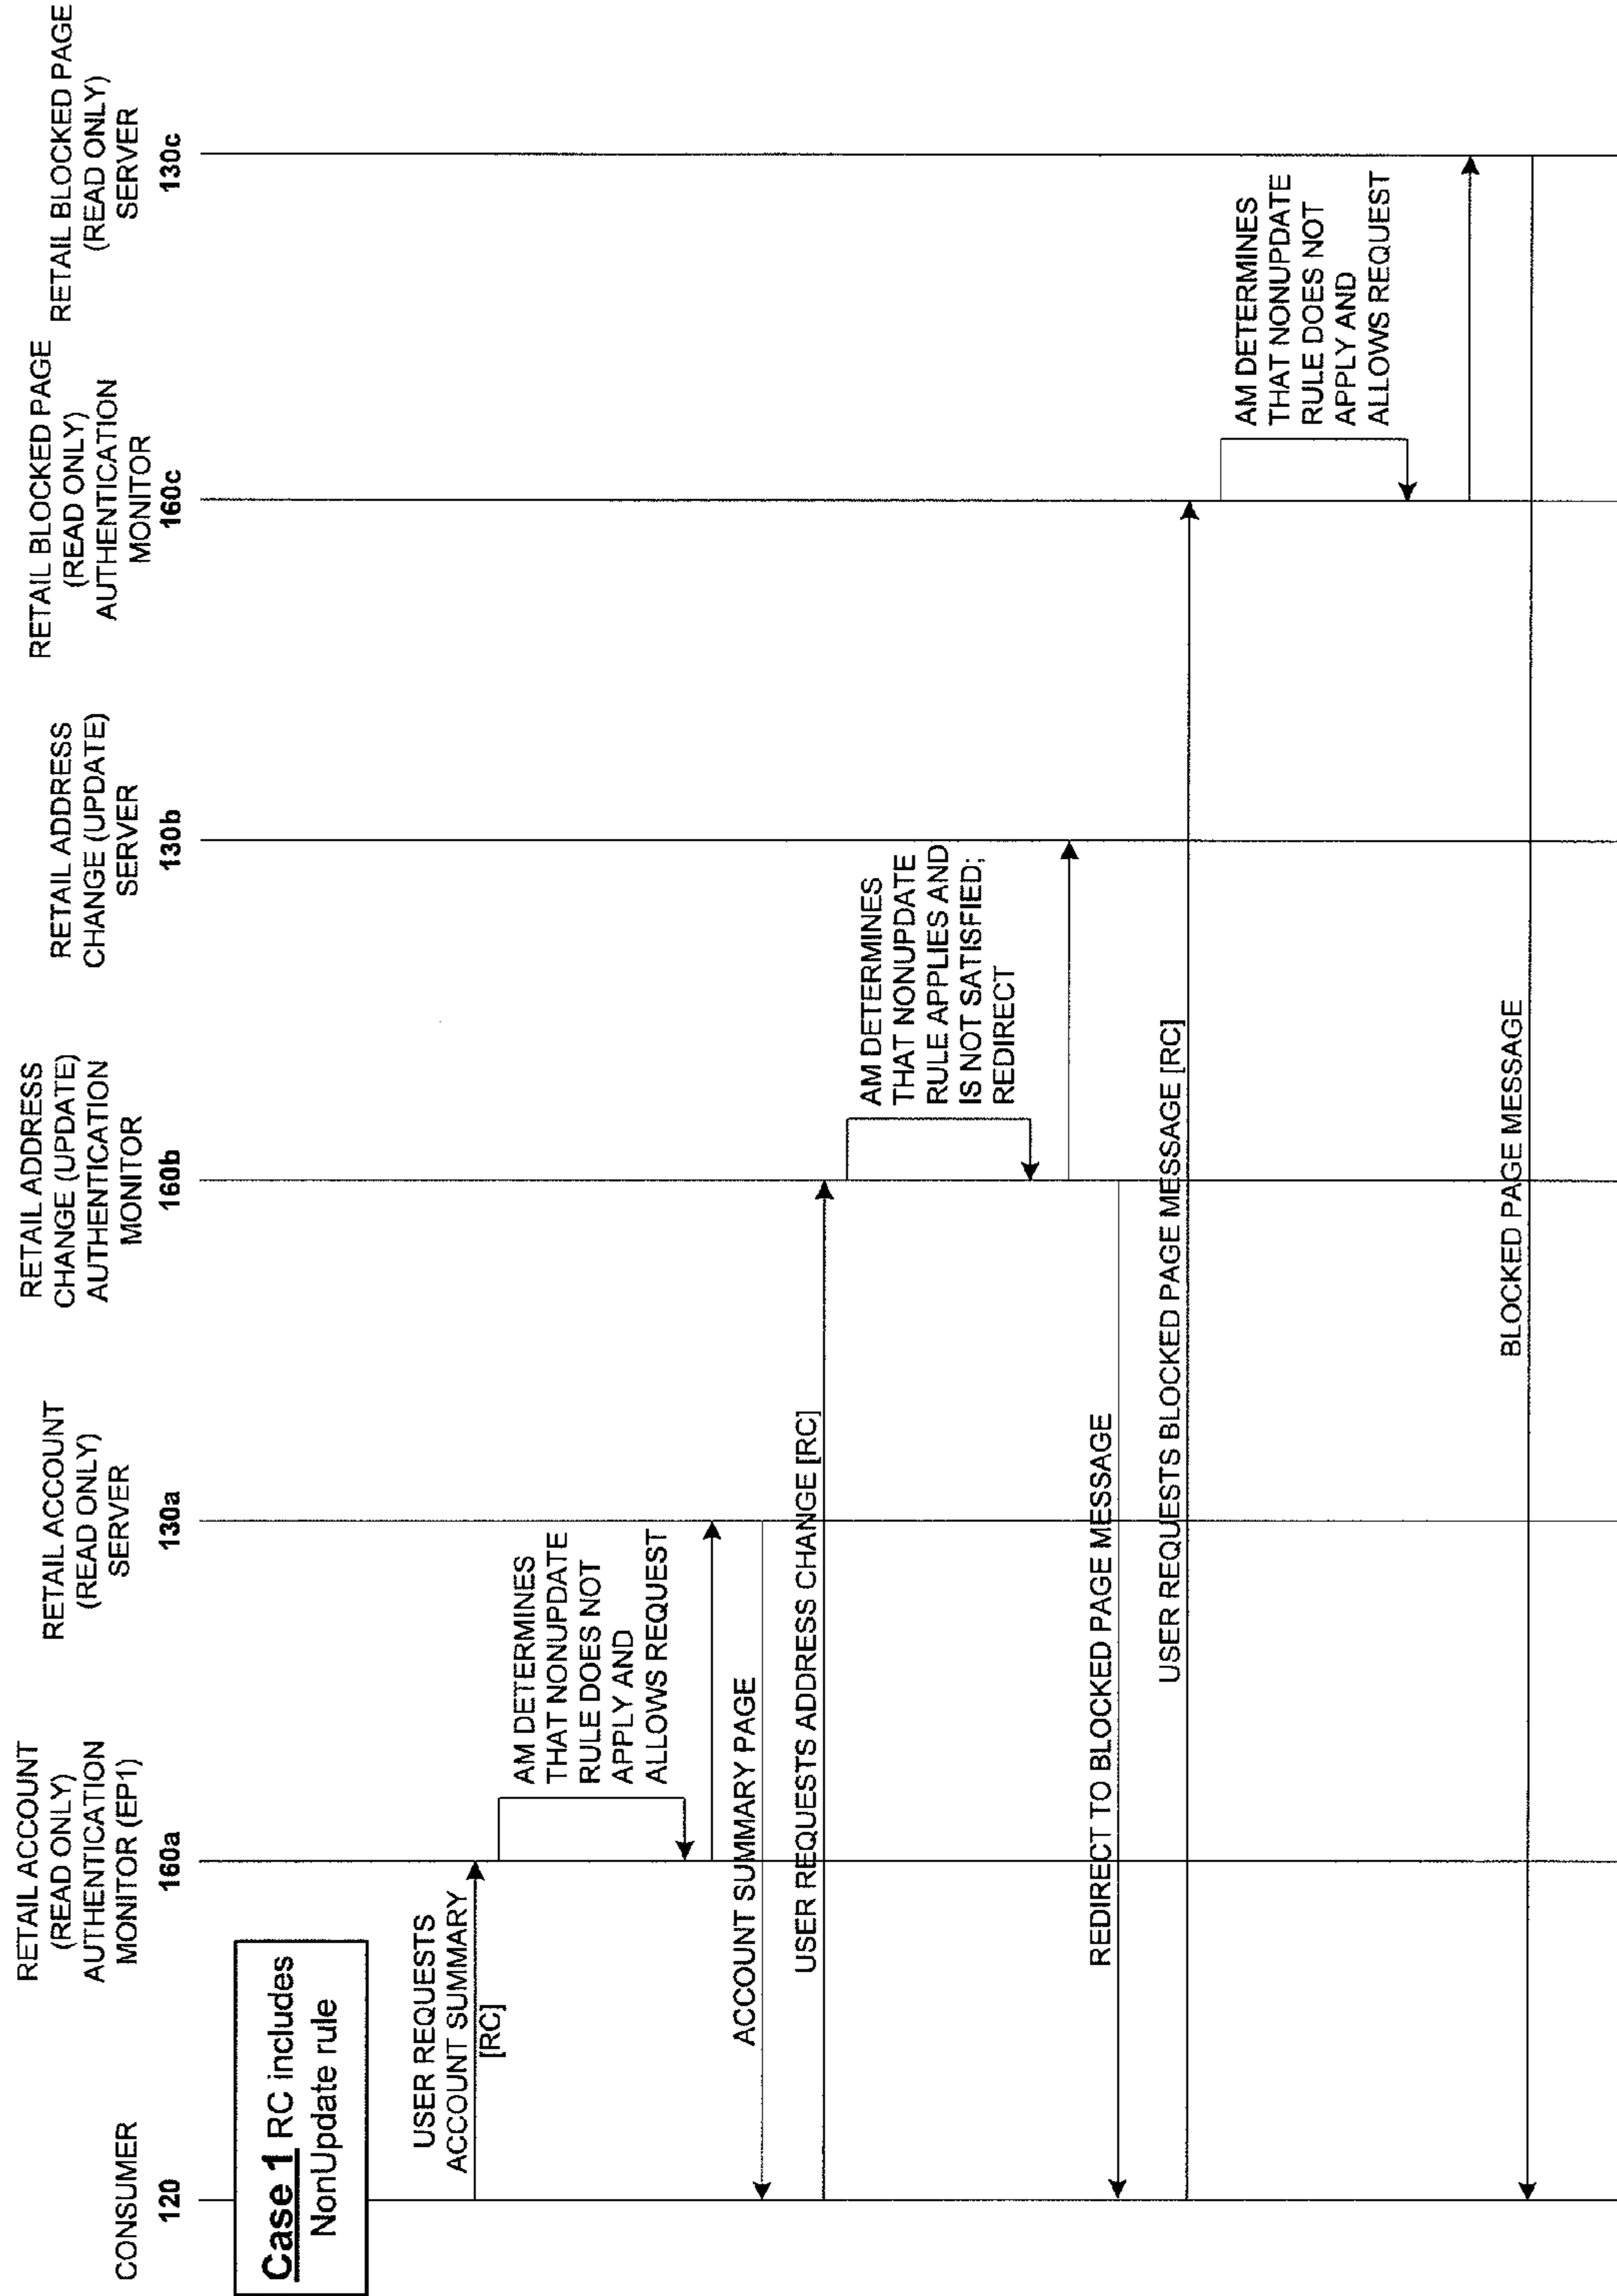 CONSUMER
120
RETAIL ACCOUNT
(READ ONLY)
AUTHENTICATION
MONITOR (EP1)
160a
RETAIL ACCOUNT
(READ ONLY)
SERVER
130a
RETAIL ADDRESS
CHANGE (UPDATE)
AUTHENTICATION
MONITOR
160b
RETAIL ADDRESS
CHANGE (UPDATE)
SERVER
130b
RETAIL BLOCKED PAGE
(READ ONLY)
AUTHENTICATION
MONITOR
160c
RETAIL BLOCKED PAGE
(READ ONLY)
SERVER
130c
Case 1 RC includes
NonUpdate rule
USER REQUESTS
ACCOUNT SUMMARY
[RC]
AM DETERMINES
THAT NONUPDATE
RULE DOES NOT
APPLY AND
ALLOWS REQUEST
ACCOUNT SUMMARY PAGE
USER REQUESTS ADDRESS CHANGE [RC]
AM DETERMINES
THAT NONUPDATE
RULE APPLIES AND
IS NOT SATISFIED;
REDIRECT
REDIRECT TO BLOCKED PAGE MESSAGE
USER REQUESTS BLOCKED PAGE MESSAGE [RC]
AM DETERMINES
THAT NONUPDATE
RULE DOES NOT
APPLY AND
ALLOWS REQUEST
BLOCKED PAGE MESSAGE